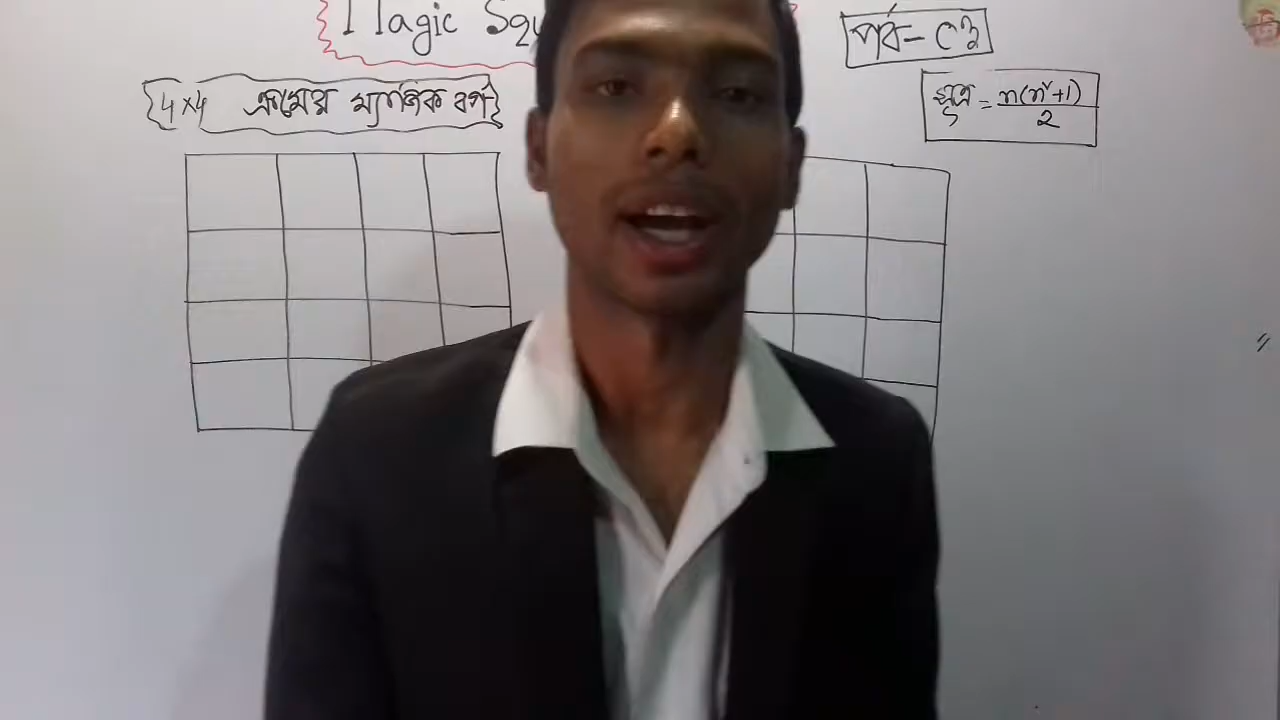 Magic Squ
পর্ব- ০২
4×4 ক্রমের ম্যাজিক বর্গ
সূত্র = n(n²+1)/2